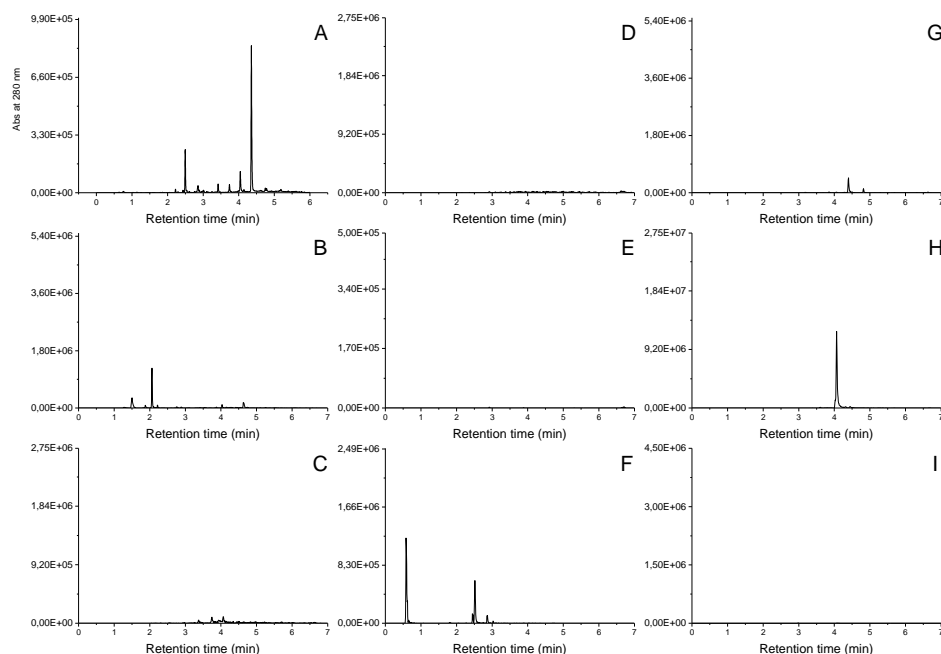 Abs at 280 nm
9,90E+05
6,60E+05
3,30E+05
0,00E+00
A
0 1 2 3 4 5 6
Retention time (min)
2,75E+06
1,84E+06
9,20E+05
0,00E+00
D
0 1 2 3 4 5 6 7
Retention time (min)
5,40E+06
3,60E+06
1,80E+06
0,00E+00
G
0 1 2 3 4 5 6 7
Retention time (min)
5,40E+06
3,60E+06
1,80E+06
0,00E+00
B
0 1 2 3 4 5 6 7
Retention time (min)
5,00E+05
3,40E+05
1,70E+05
0,00E+00
E
0 1 2 3 4 5 6 7
Retention time (min)
2,75E+07
1,84E+07
9,20E+06
0,00E+00
H
0 1 2 3 4 5 6 7
Retention time (min)
2,75E+06
1,84E+06
9,20E+05
0,00E+00
C
0 1 2 3 4 5 6 7
Retention time (min)
2,49E+06
1,66E+06
8,30E+05
0,00E+00
F
0 1 2 3 4 5 6 7
Retention time (min)
4,50E+06
3,00E+06
1,50E+06
0,00E+00
I
0 1 2 3 4 5 6 7
Retention time (min)